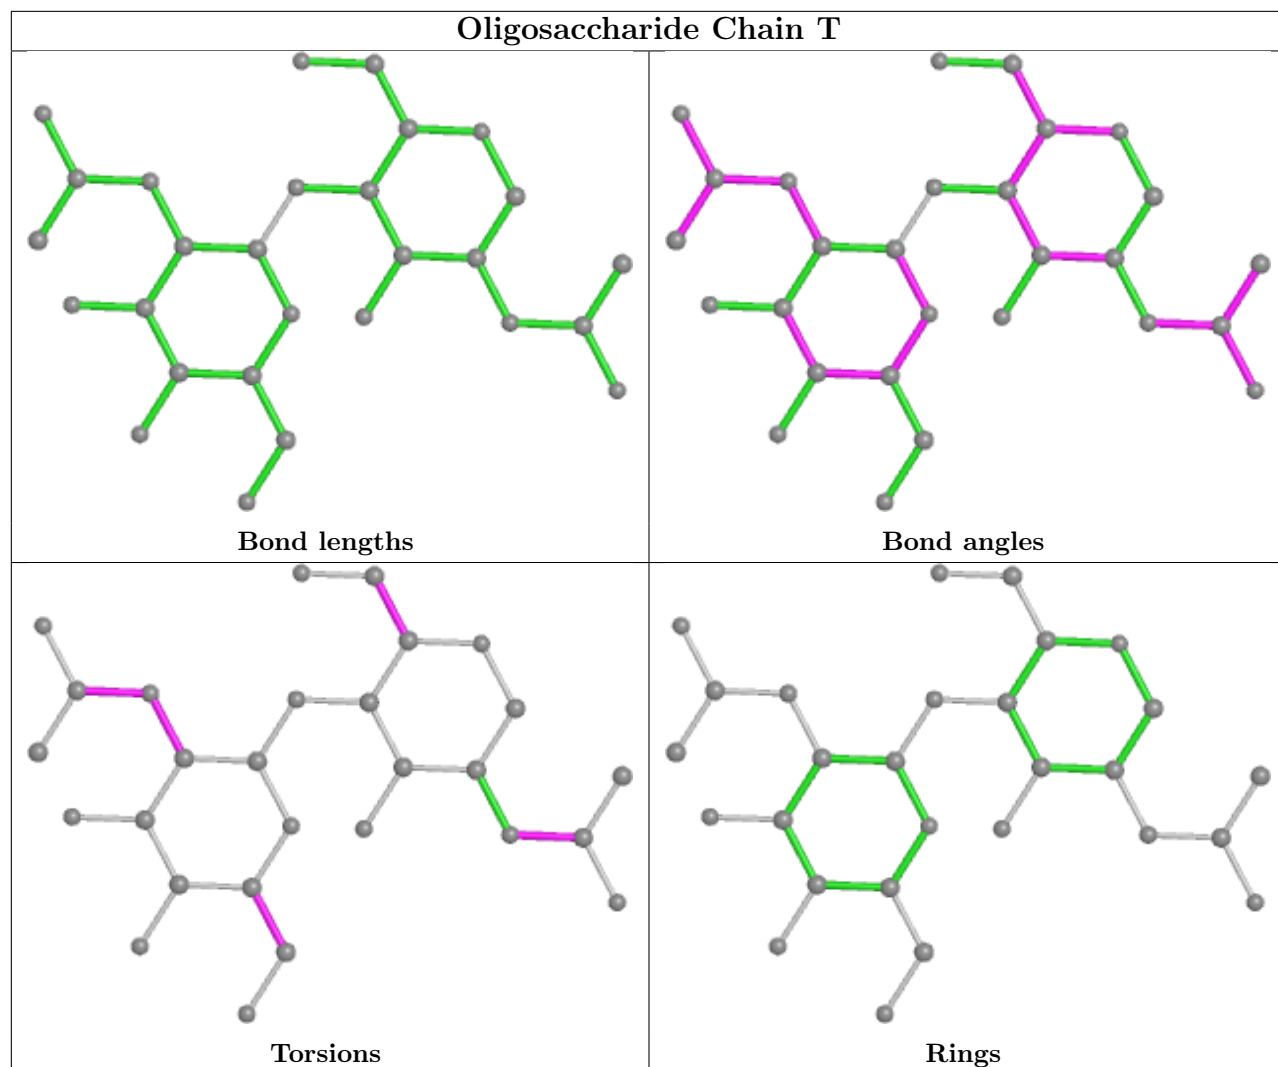 Oligosaccharide Chain T
Bond lengths
Bond angles
Torsions
Rings